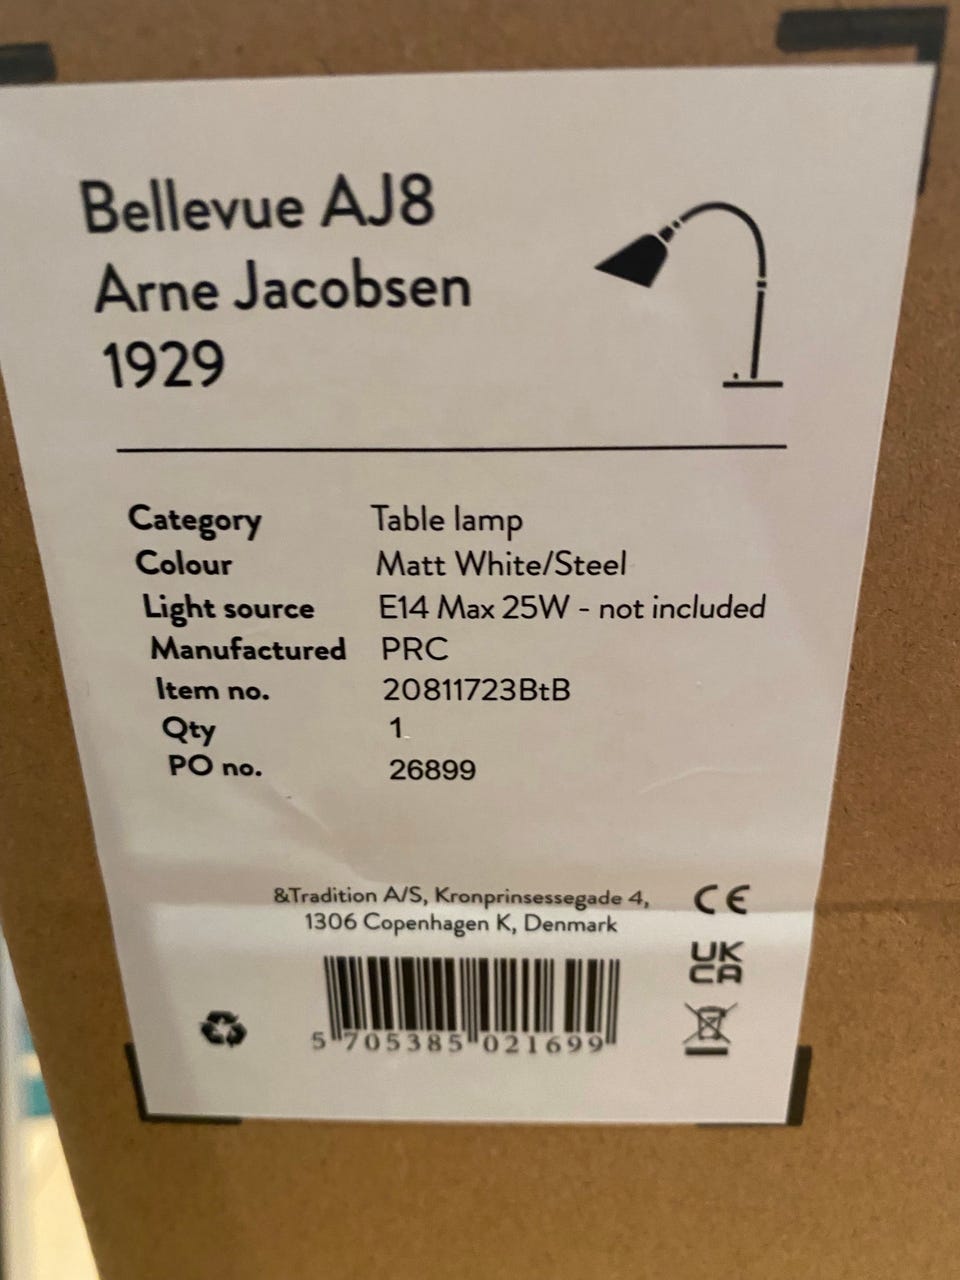 Bellevue AJ8
Arne Jacobsen
1929
Category Table lamp
Colour Matt White/Steel
Light source E14 Max 25W - not included
Manufactured PRC
Item no. 20811723BtB
Qty 1
PO no. 26899
&Tradition A/S, Kronprinsessegade 4,
1306 Copenhagen K, Denmark
CE
UK
CA
5 705385 021699